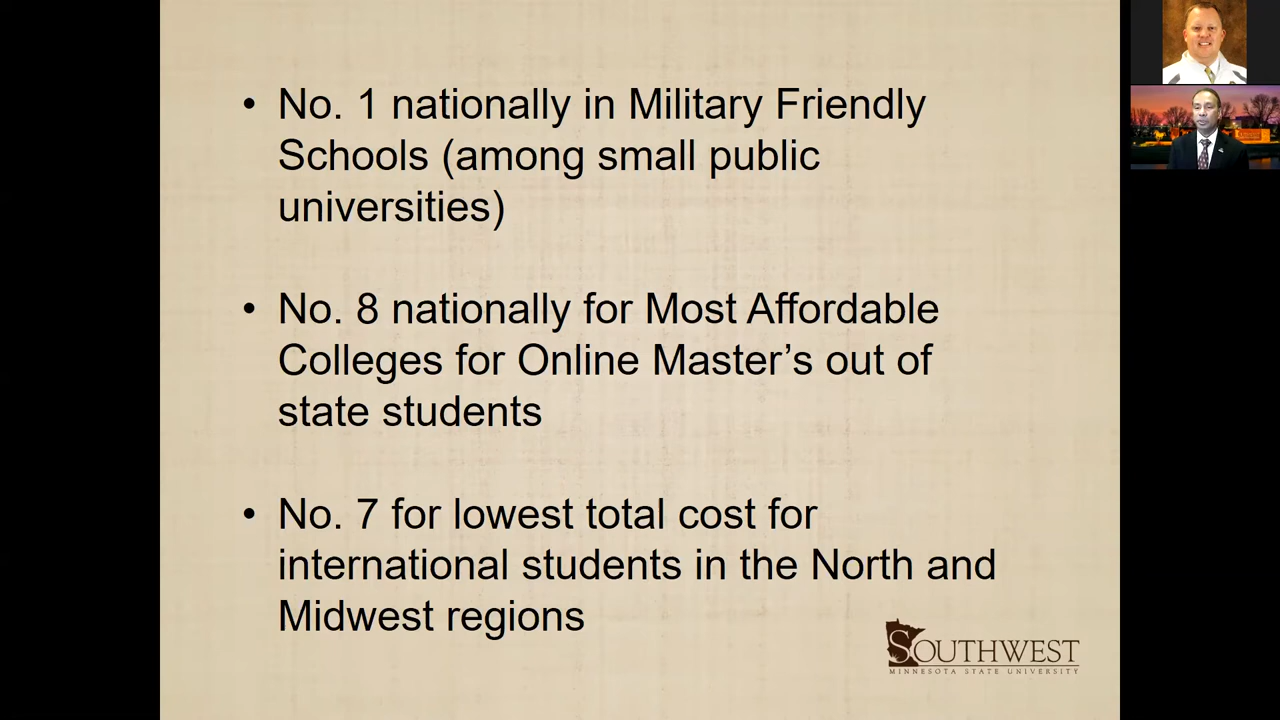 • No. 1 nationally in Military Friendly
Schools (among small public
universities)
• No. 8 nationally for Most Affordable
Colleges for Online Master’s out of
state students
• No. 7 for lowest total cost for
international students in the North and
Midwest regions
SOUTHWEST
MINNESOTA STATE UNIVERSITY